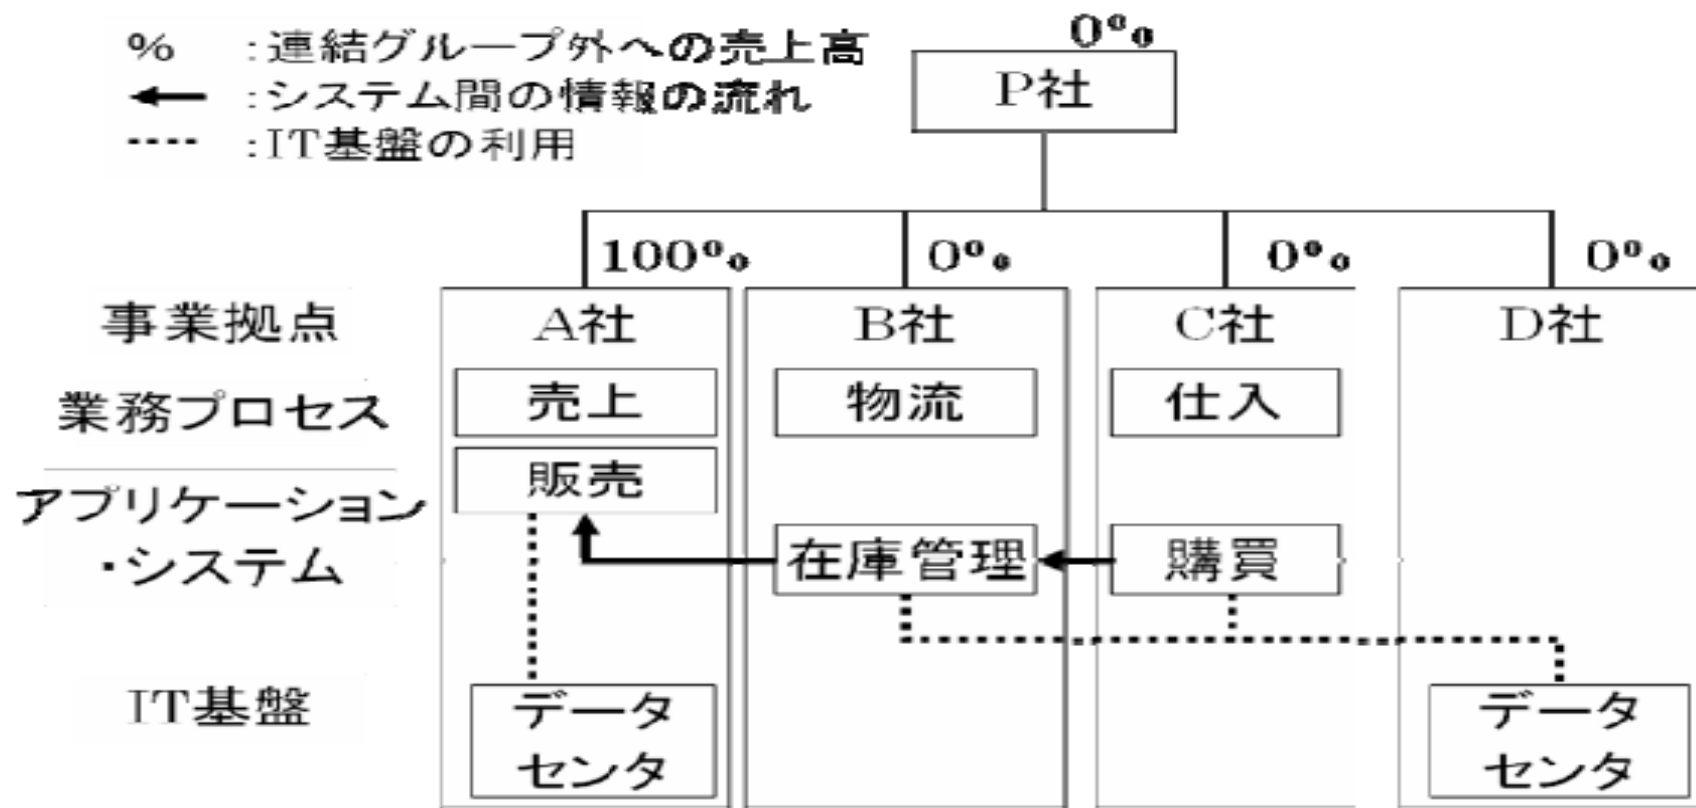 % :連結グループ外への売上高
:システム間の情報の流れ
:IT基盤の利用
0%
P社
100% 0% 0% 0%
事業拠点 A社 B社 C社 D社
業務プロセス 売上 物流 仕入
販売
アプリケーション
・システム 在庫管理 購買
IT基盤 データ データ
センタ センタ